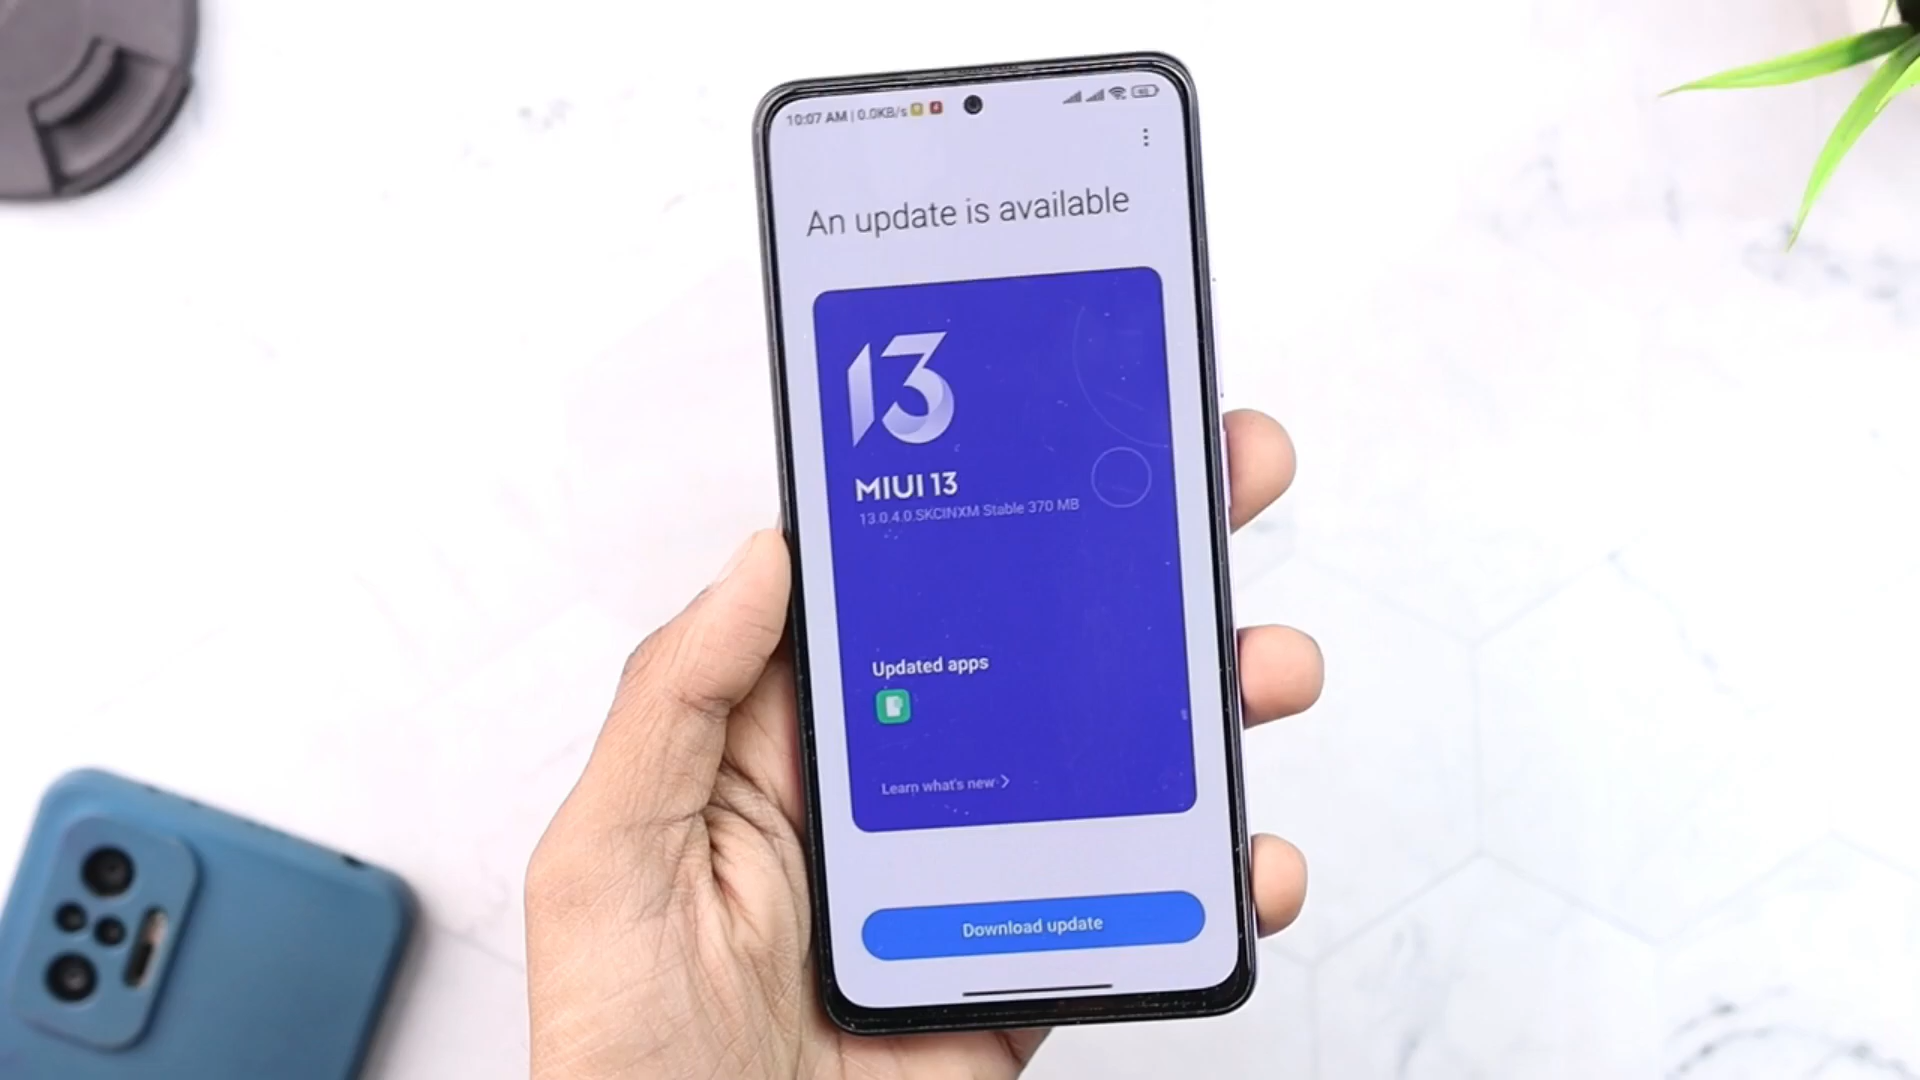 10:07 AM | 0.0KB/s
An update is available
13
MIUI 13
13.0.4.0.SKCINXM Stable 370 MB
Updated apps
Learn what's new >
Download update